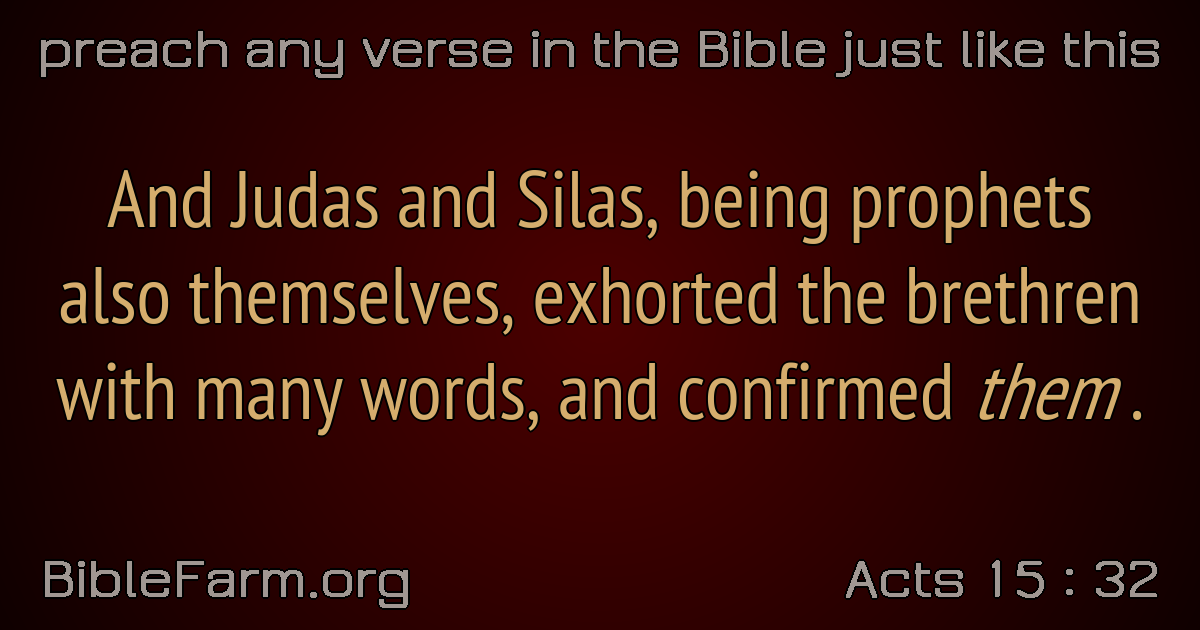 preach any verse in the Bible just like this
And Judas and Silas, being prophets
also themselves, exhorted the brethren
with many words, and confirmed them .
BibleFarm.org
Acts 15 : 32